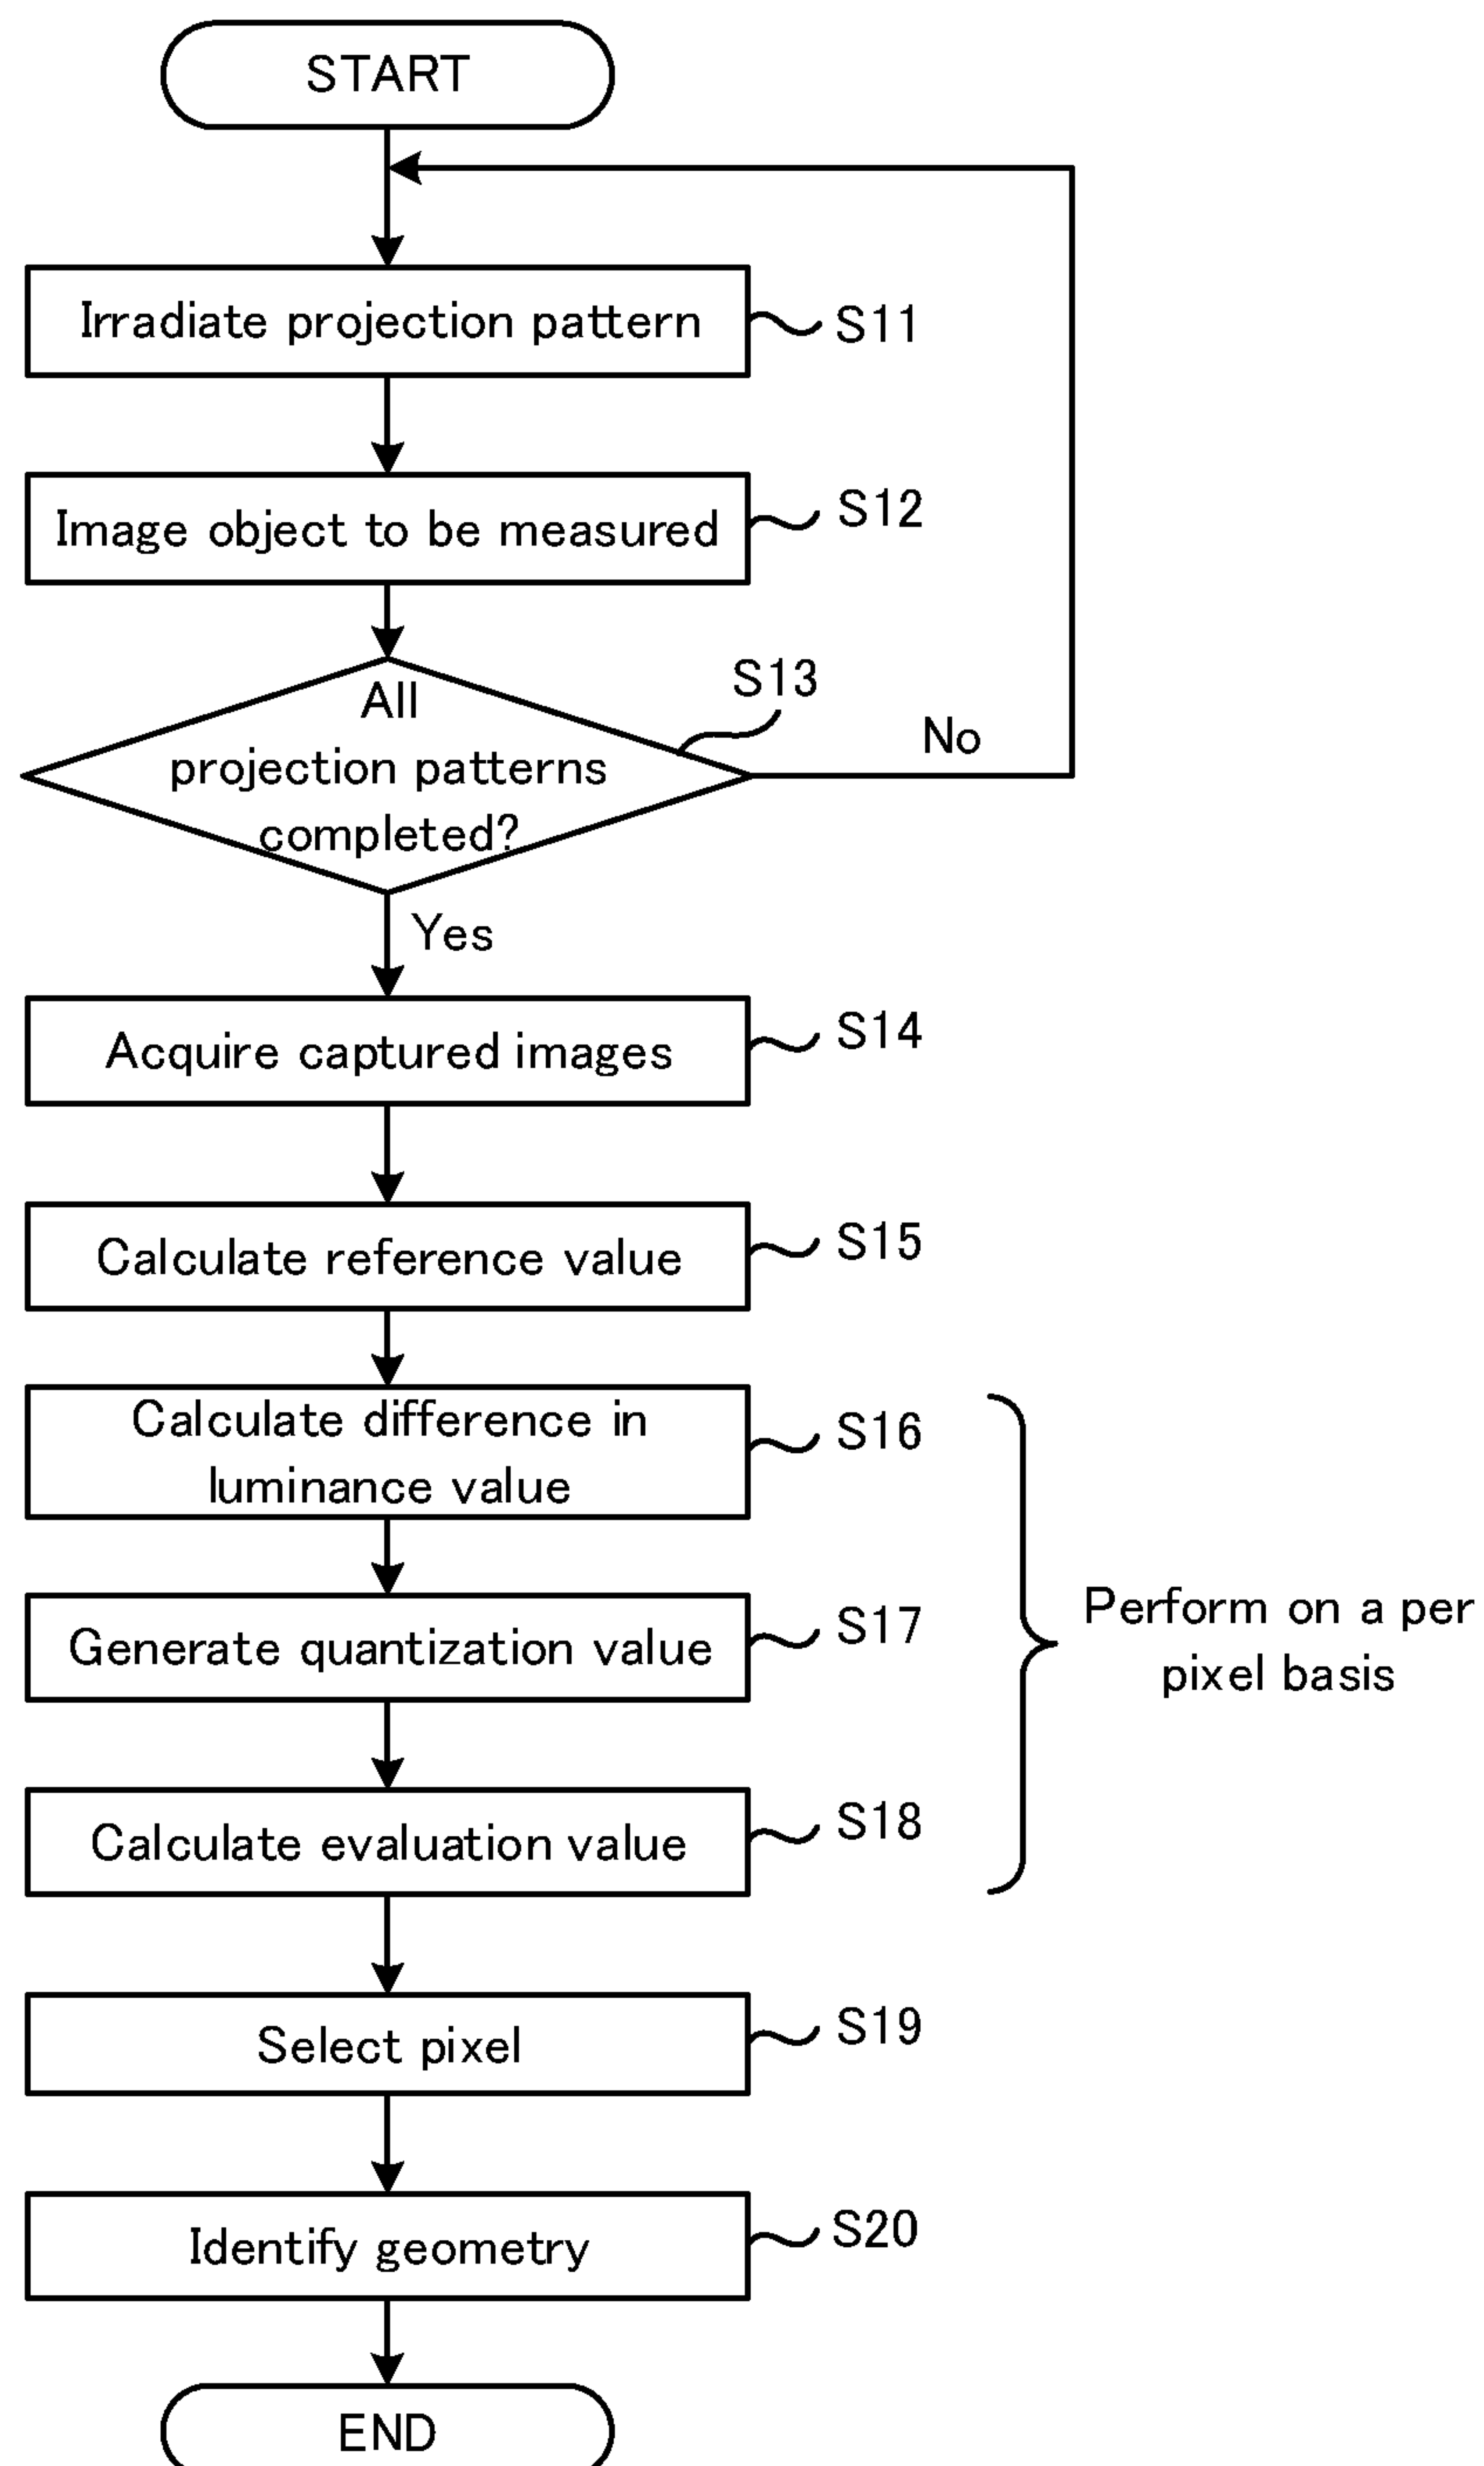 START
Irradiate projection pattern
S11
Image object to be measured
S12
All
projection patterns
completed?
S13
No
Yes
Acquire captured images
S14
Calculate reference value
S15
Calculate difference in
luminance value
S16
Generate quantization value
S17
Perform on a per
pixel basis
Calculate evaluation value
S18
Select pixel
S19
Identify geometry
S20
END